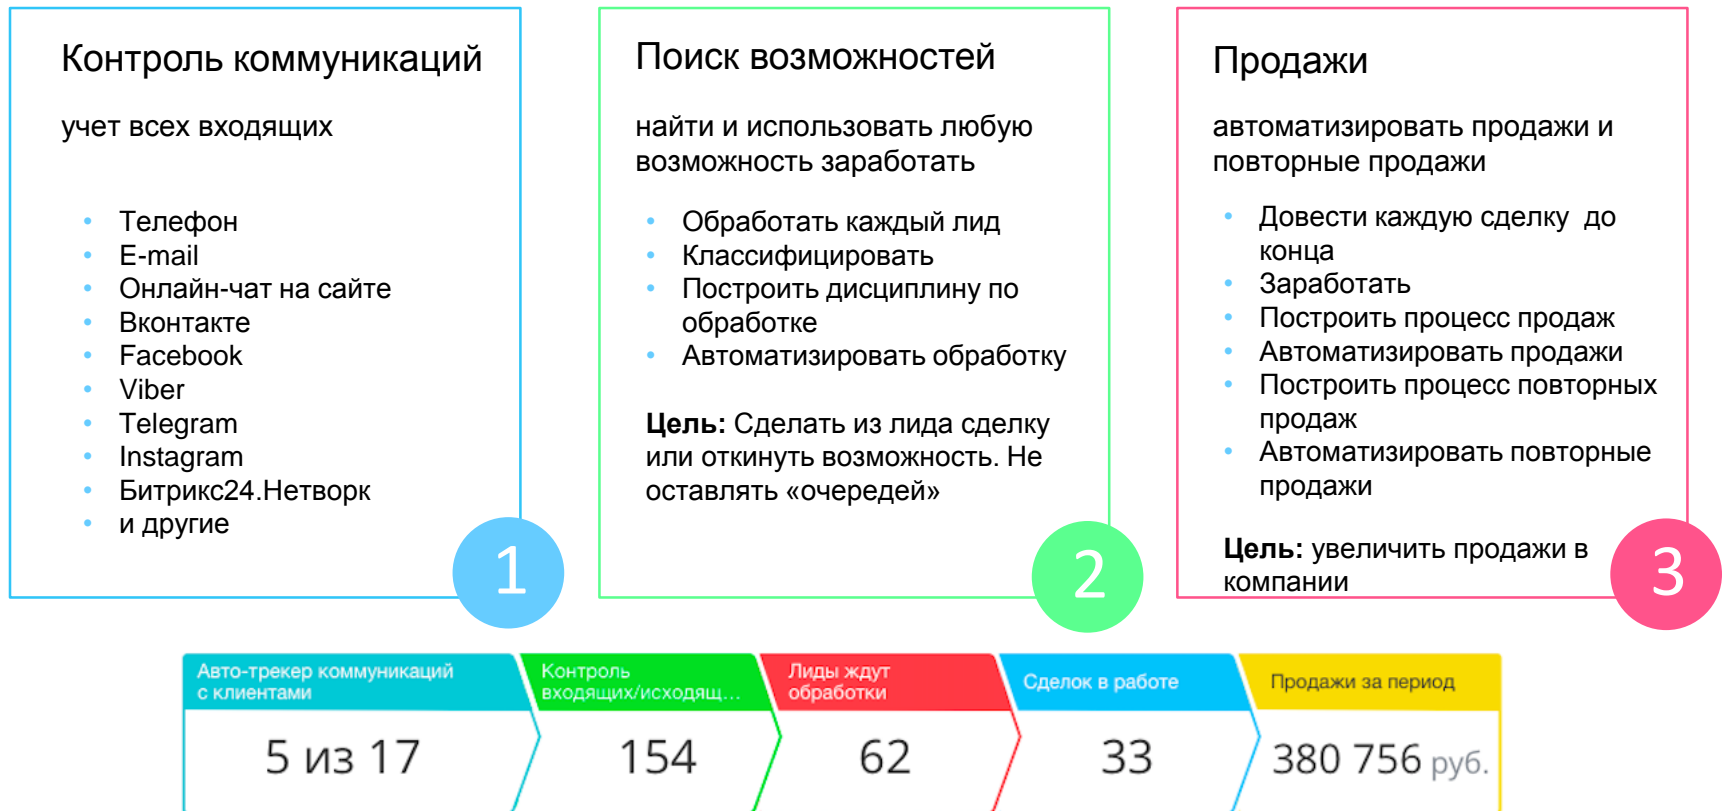 Контроль коммуникаций
учет всех входящих
• Телефон
• E-mail
• Онлайн-чат на сайте
• Вконтакте
• Facebook
• Viber
• Telegram
• Instagram
• Битрикс24.Нетворк
• и другие
1
Поиск возможностей
найти и использовать любую
возможность заработать
• Обработать каждый лид
• Классифицировать
• Построить дисциплину по
обработке
• Автоматизировать обработку
Цель: Сделать из лида сделку
или откинуть возможность. Не
оставлять «очередей»
2
Продажи
автоматизировать продажи и
повторные продажи
• Довести каждую сделку до
конца
• Заработать
• Построить процесс продаж
• Автоматизировать продажи
• Построить процесс повторных
продаж
• Автоматизировать повторные
продажи
Цель: увеличить продажи в
компании
3
Авто-трекер коммуникаций
с клиентами
5 из 17
Контроль
входящих/исходящ...
154
Лиды ждут
обработки
62
Сделок в работе
33
Продажи за период
380 756 руб.